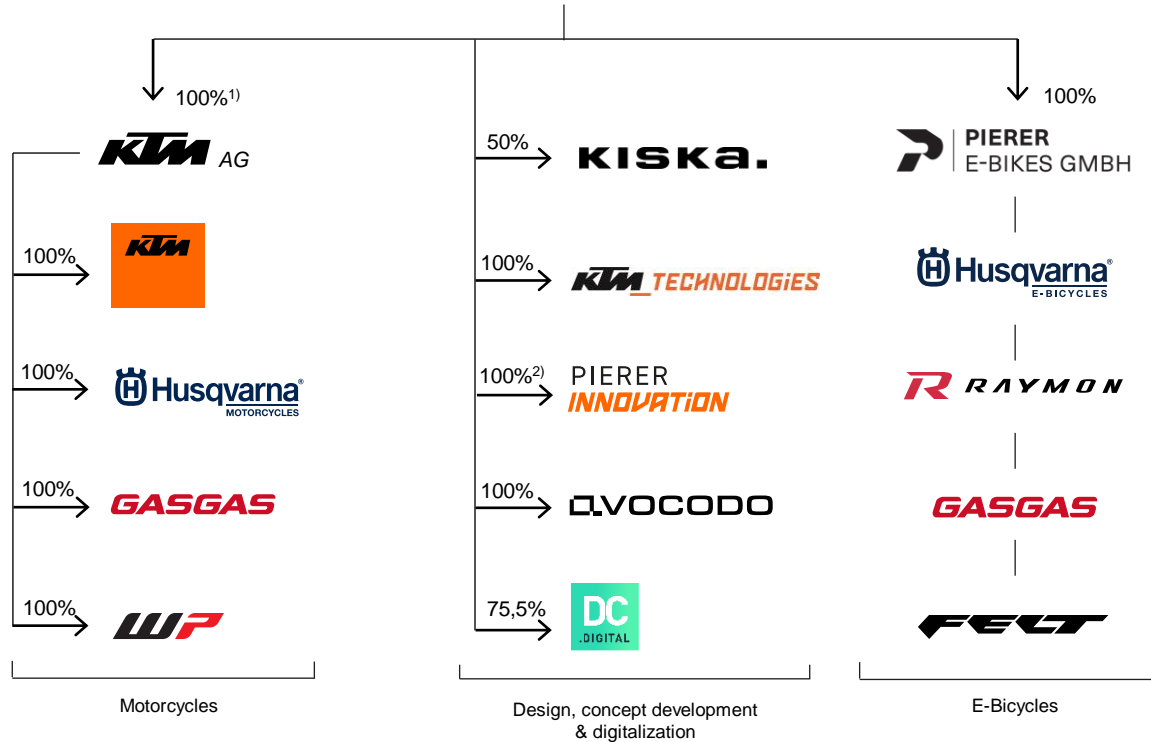 100%1)
KTM AG
100%
KTM
100%
Husqvarna®
MOTORCYCLES
100%
GASGAS
100%
WP
Motorcycles
50%
KISKA.
100%
KTM_TECHNOLOGIES
100%2)
PIERER
INNOVATION
100%
AVOCODO
75,5%
DC
.DIGITAL
Design, concept development
& digitalization
100%
PIERER
E-BIKES GMBH
Husqvarna®
E-BICYCLES
R RAYMON
GASGAS
FELT
E-Bicycles